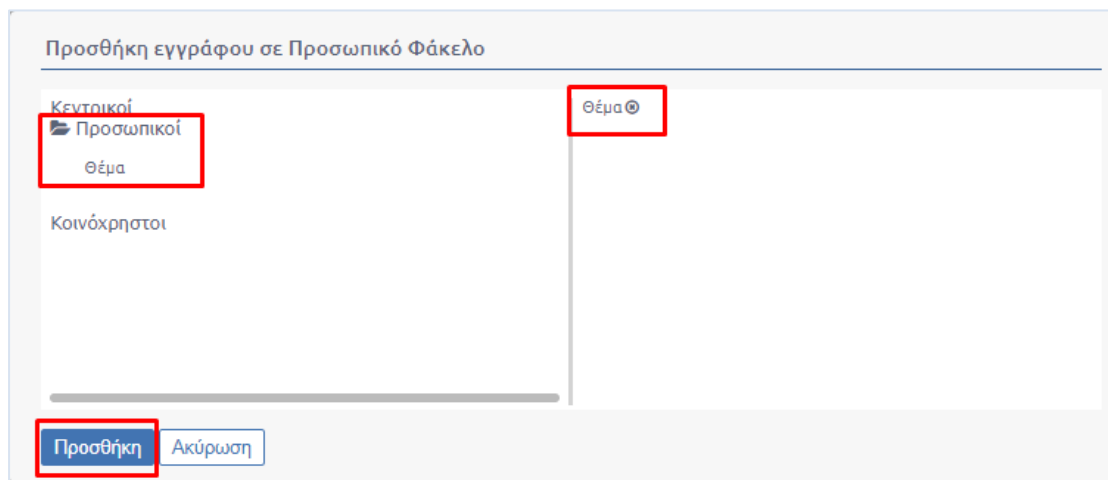 Προσθήκη εγγράφου σε Προσωπικό Φάκελο
Κεντρικοί
Προσωπικοί
Θέμα
Κοινόχρηστοι
Θέμα
Προσθήκη
Ακύρωση